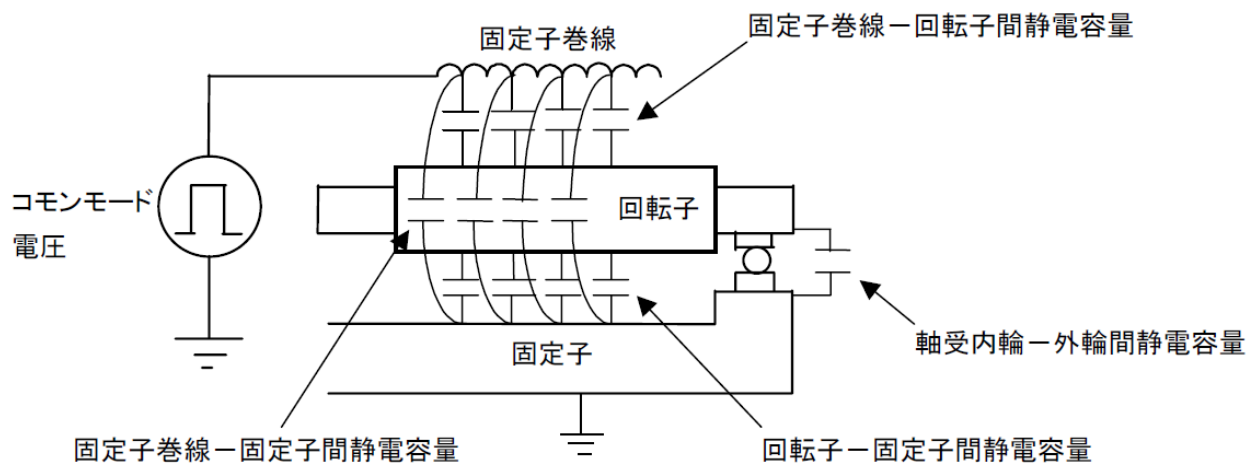 固定子巻線－回転子間静電容量
固定子巻線
コモンモード
電圧
回転子
軸受内輪－外輪間静電容量
固定子
固定子巻線－固定子間静電容量
回転子－固定子間静電容量